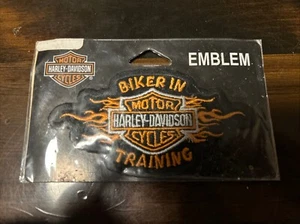 MOTOR
HARLEY-DAVIDSON
CYCLES
EMBLEM
BIKER IN
MOTOR
HARLEY-DAVIDSON
CYCLES
TRAINING